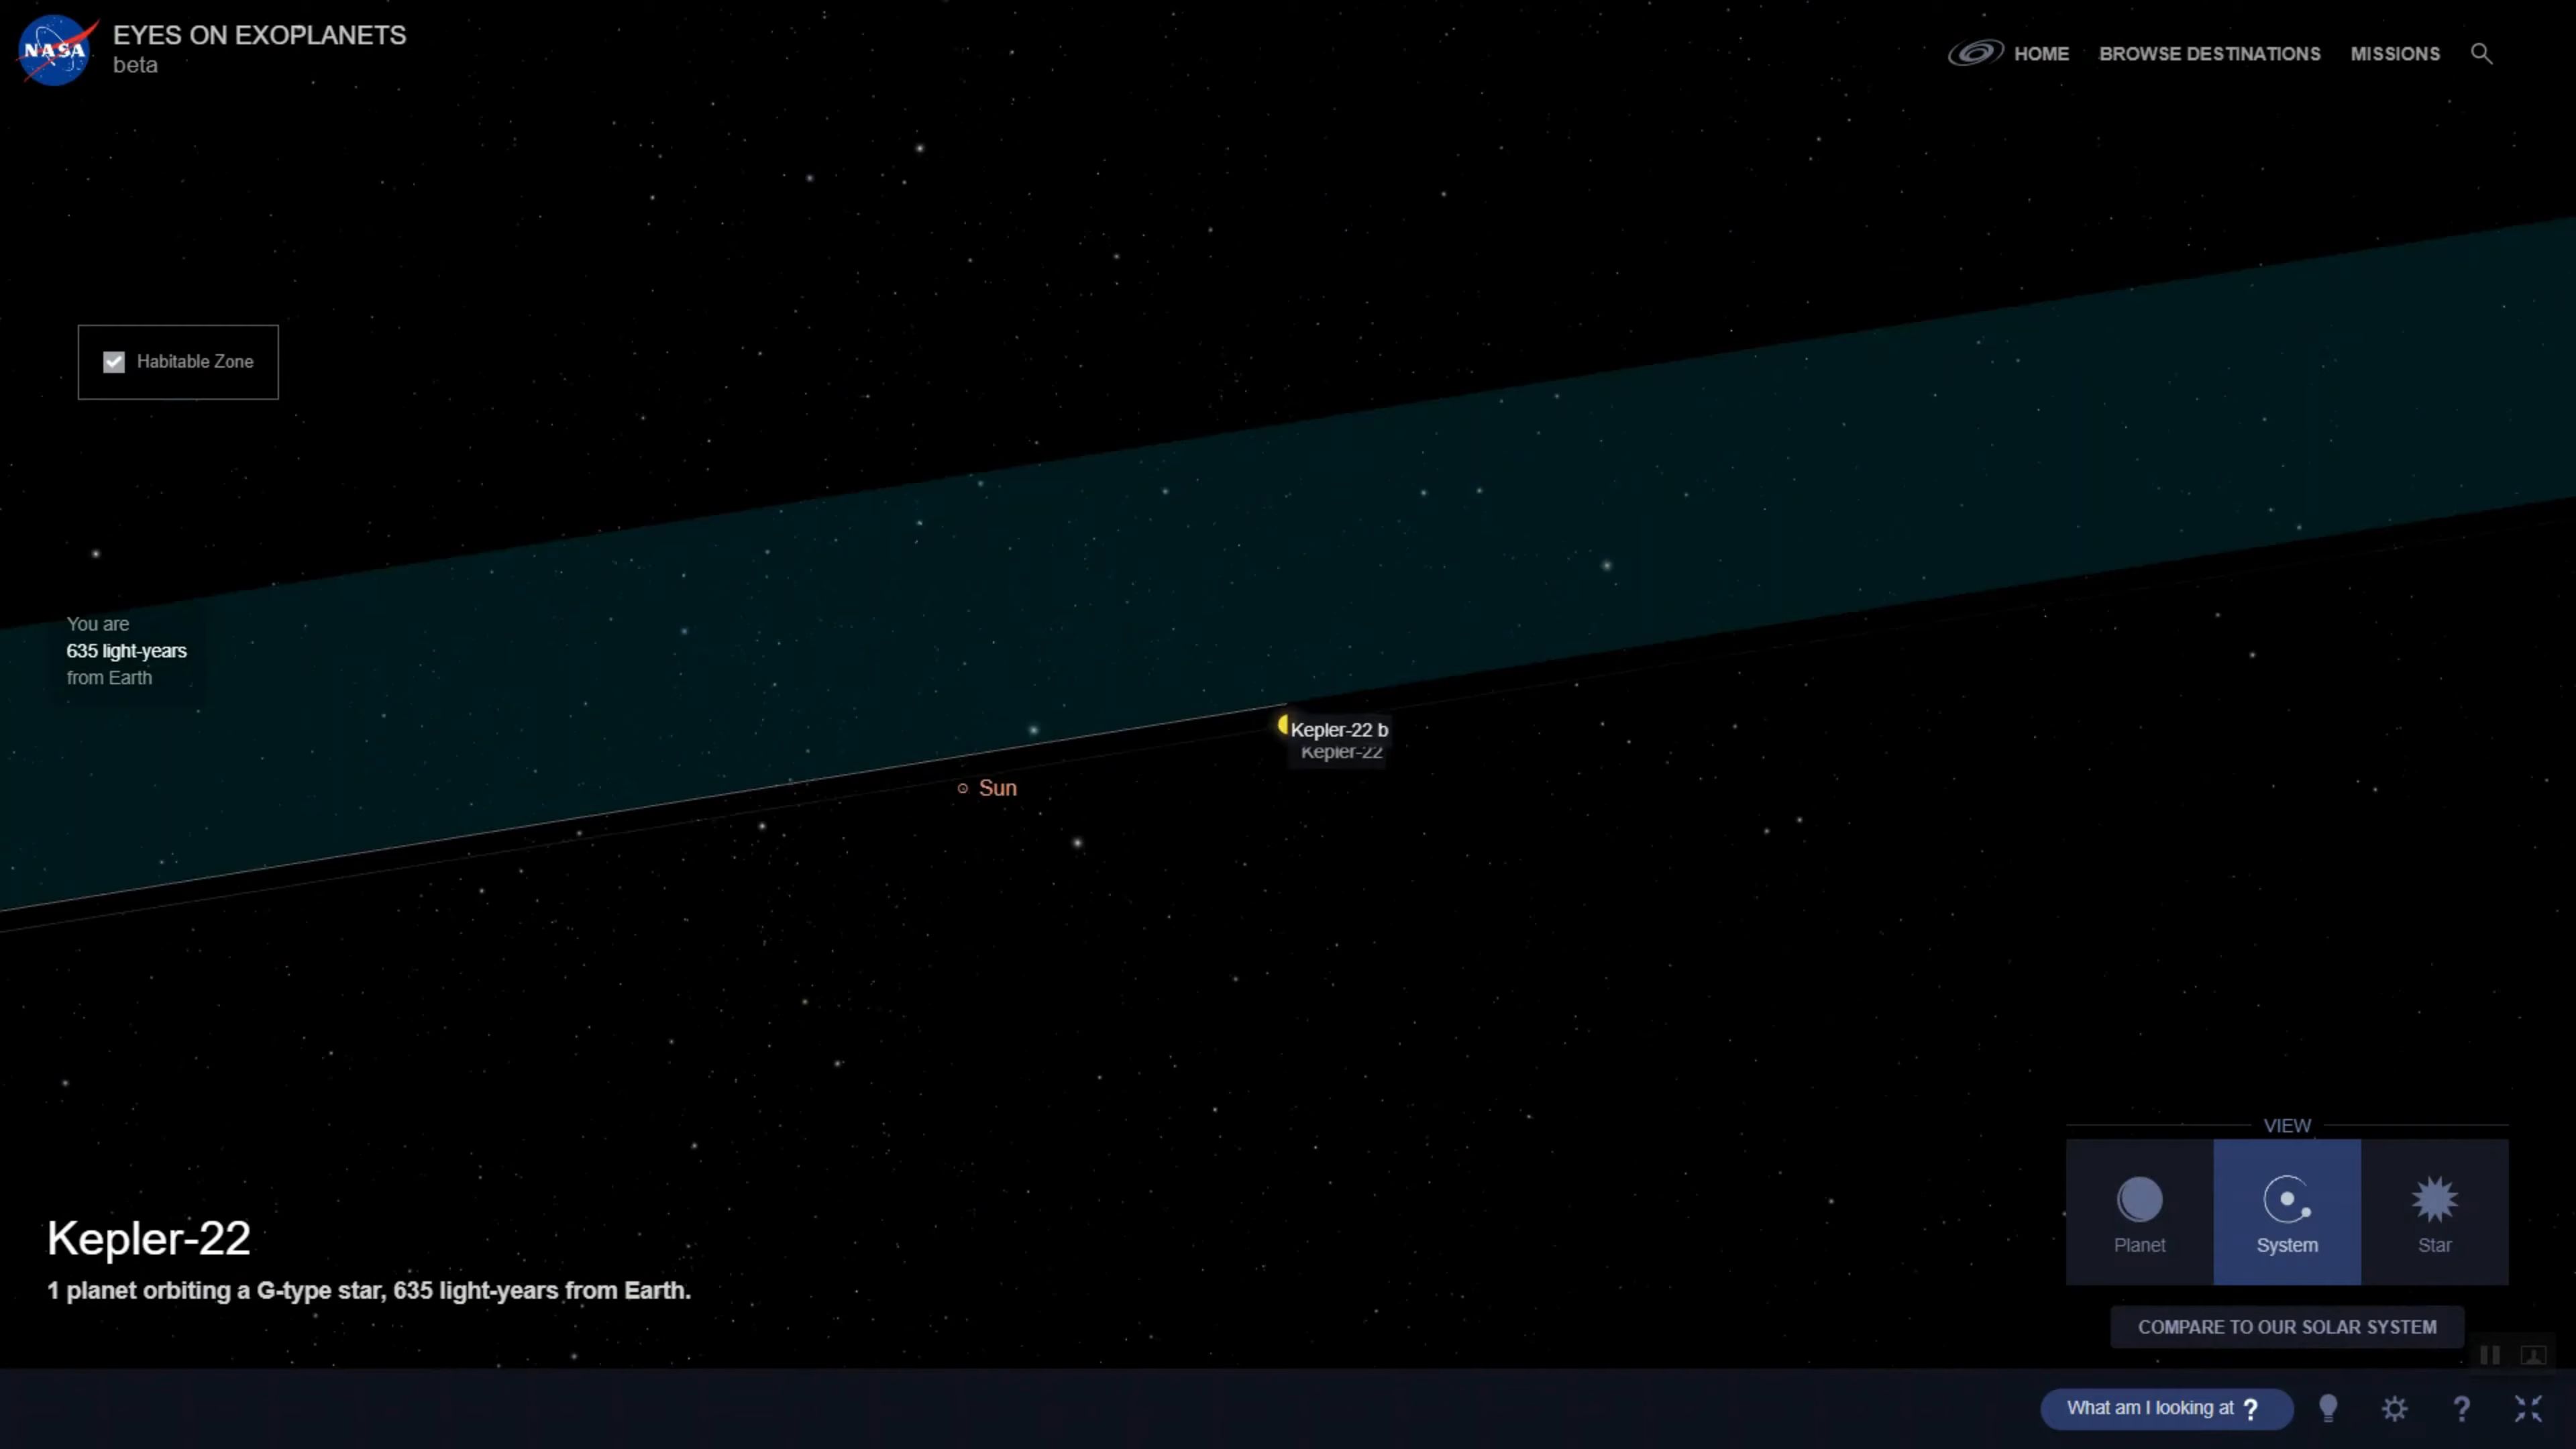 NASA
EYES ON EXOPLANETS
beta
HOME
BROWSE DESTINATIONS
MISSIONS
Habitable Zone
You are
635 light-years
from Earth
Kepler-22 b
Kepler-22
Sun
VIEW
Planet
System
Star
Kepler-22
1 planet orbiting a G-type star, 635 light-years from Earth.
COMPARE TO OUR SOLAR SYSTEM
What am I looking at ?
?